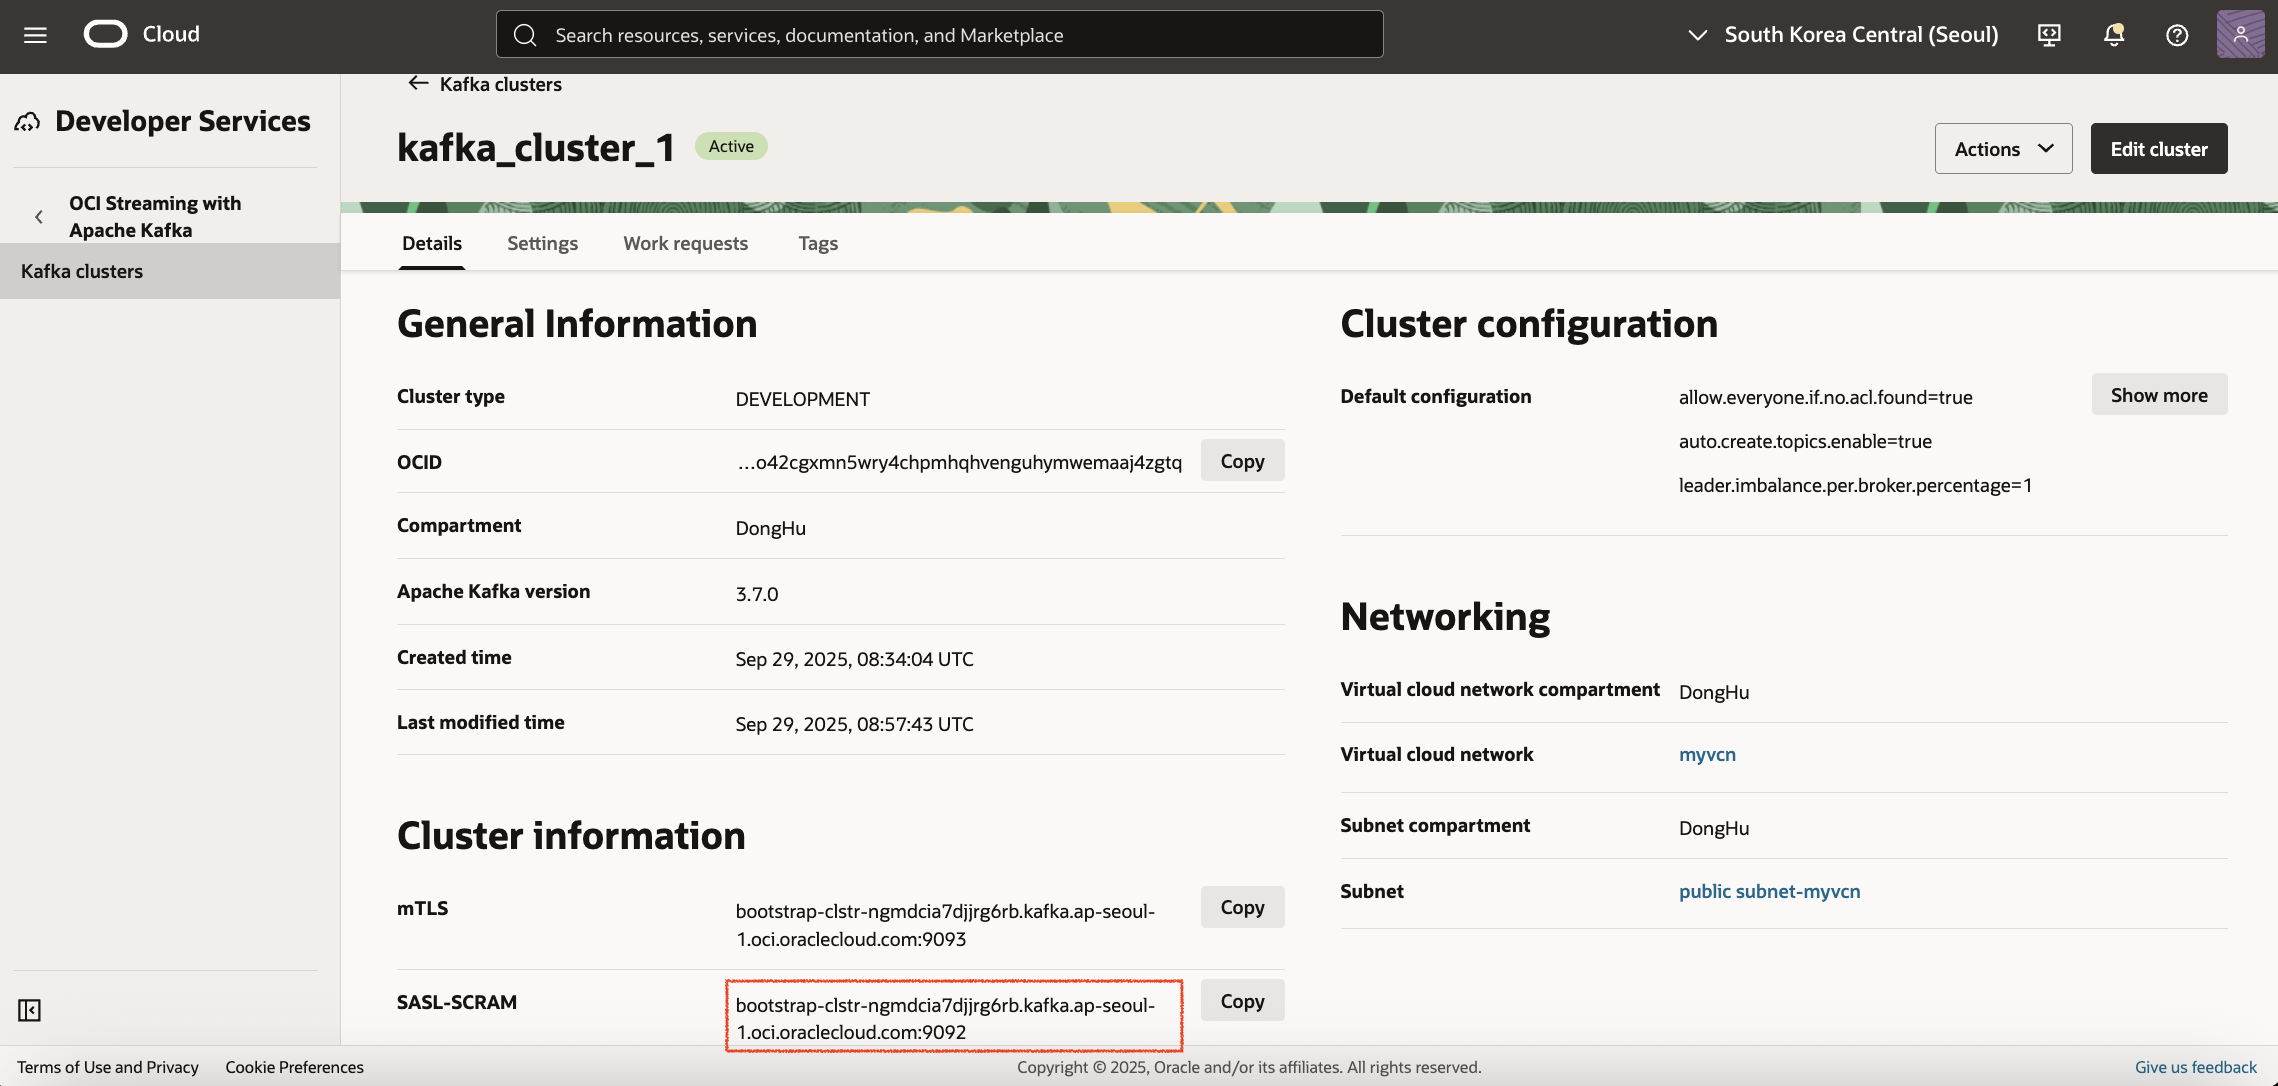 Cloud
Search resources, services, documentation, and Marketplace
South Korea Central (Seoul)
Developer Services
OCI Streaming with
Apache Kafka
Kafka clusters
Kafka clusters
kafka_cluster_1
Active
Actions
Edit cluster
Details
Settings
Work requests
Tags
General Information
Cluster type
DEVELOPMENT
OCID
...o42cgxmn5wry4chpmhqhvenguhymwemaaj4zgtq
Copy
Compartment
DongHu
Apache Kafka version
3.7.0
Created time
Sep 29, 2025, 08:34:04 UTC
Last modified time
Sep 29, 2025, 08:57:43 UTC
Cluster information
mTLS
bootstrap-clstr-ngmdcia7djjrg6rb.kafka.ap-seoul-
1.oci.oraclecloud.com:9093
Copy
SASL-SCRAM
bootstrap-clstr-ngmdcia7djjrg6rb.kafka.ap-seoul-
1.oci.oraclecloud.com:9092
Copy
Cluster configuration
Default configuration
allow.everyone.if.no.acl.found=true
auto.create.topics.enable=true
leader.imbalance.per.broker.percentage=1
Show more
Networking
Virtual cloud network compartment
DongHu
Virtual cloud network
myvcn
Subnet compartment
DongHu
Subnet
public subnet-myvcn
Terms of Use and Privacy
Cookie Preferences
Copyright © 2025, Oracle and/or its affiliates. All rights reserved.
Give us feedback